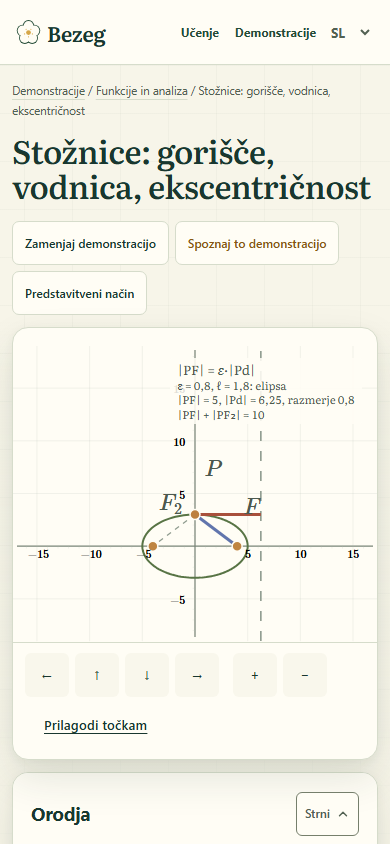 Bezeg
Učenje Demonstracije SL
Demonstracije / Funkcije in analiza / Stožnice: gorišče, vodnica,
ekscentričnost
Stožnice: gorišče,
vodnica, ekscentričnost
Zamenjaj demonstracijo Spoznaj to demonstracijo
Predstavitveni način
|PF| = ε·|Pd|
ε = 0,8, ℓ = 1,8: elipsa
|PF| = 5, |Pd| = 6,25, razmerje 0,8
|PF| + |PF₂| = 10
10
P
5
F₂ F
−15 −10 −5 5 10 15
−5
← ↑ ↓ → + −
Prilagodi točkam
Orodja Strni